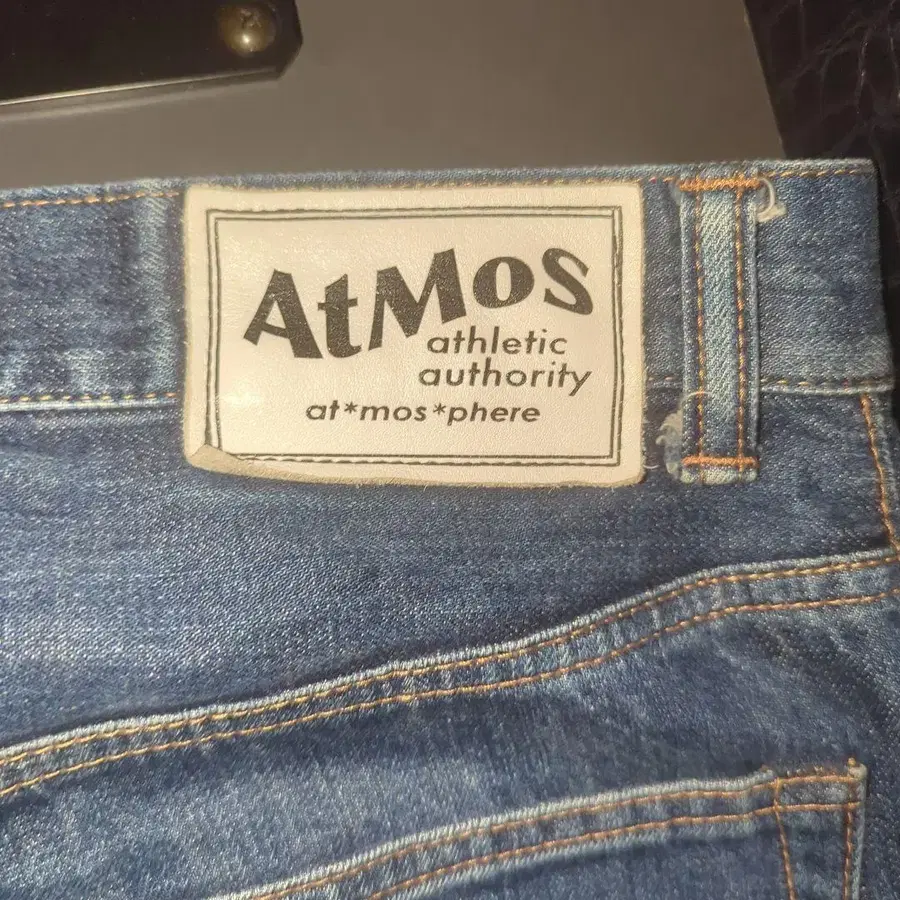 AtMoS
athletic
authority
at*mos*phere